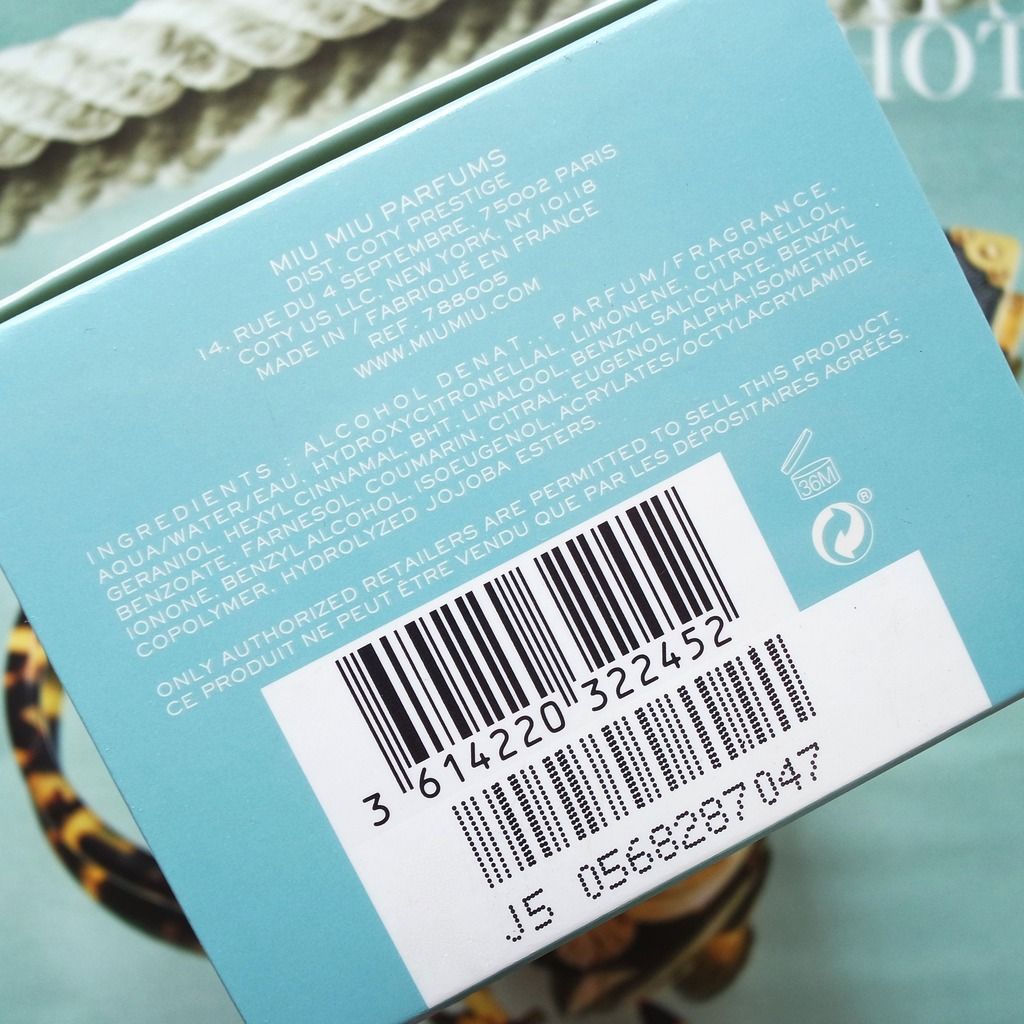 HOT
MIU MIU PARFUMS
DIST. COTY PRESTIGE
14, RUE DU 4 SEPTEMBRE, 75002 PARIS
COTY US LLC, NEW YORK, NY 10118
MADE IN / FABRIQUE EN FRANCE
REF. 788005
WWW.MIUMIU.COM
INGREDIENTS : ALCOHOL DENAT., PARFUM/FRAGRANCE,
AQUA/WATER/EAU, HYDROXYCITRONELLAL, LIMONENE, CITRONELLOL,
GERANIOL, HEXYL CINNAMAL, BHT, LINALOOL, BENZYL SALICYLATE, BENZYL
BENZOATE, FARNESOL, COUMARIN, CITRAL, EUGENOL, ALPHA-ISOMETHYL
IONONE, BENZYL ALCOHOL, ISOEUGENOL, ACRYLATES/OCTYLACRYLAMIDE
COPOLYMER, HYDROLYZED JOJOBA ESTERS.
ONLY AUTHORIZED RETAILERS ARE PERMITTED TO SELL THIS PRODUCT.
CE PRODUIT NE PEUT ÊTRE VENDU QUE PAR LES DÉPOSITAIRES AGRÉÉS.
36M
®
3 614220 322452
J5 0568287047